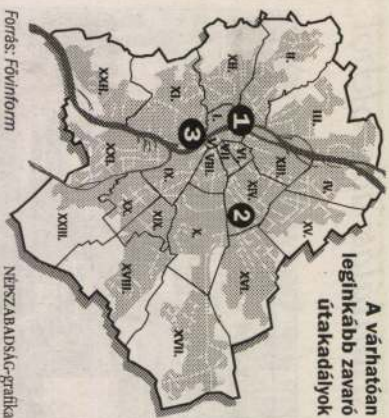 A várhatóan
leginkább zavaró
útakadályok
III.
IV.
XV.
II.
XIII.
XIV.
2
XVI.
XII.
1
VI.
I.
VII.
VIII.
X.
XVII.
3
XI.
IX.
XIX.
XX.
XVIII.
XXII.
XXI.
XXIII.
Forrás: Fővinform
NÉPSZABADSÁG-grafika